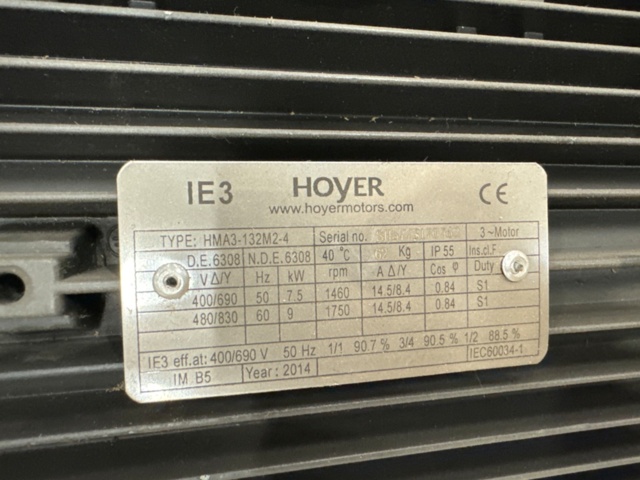 IE3 HOYER CE
www.hoyermotors.com
TYPE: HMA3-132M2-4 Serial no. 3~Motor
D.E.6308 N.D.E.6308 40 °C Kg IP 55 Ins.cl.F
V Δ/Y Hz kW rpm A Δ/Y Cos φ Duty
400/690 50 7.5 1460 14.5/8.4 0.84 S1
480/830 60 9 1750 14.5/8.4 0.84 S1
IE3 eff.at: 400/690 V 50 Hz 1/1 90.7 % 3/4 90.5 % 1/2 88.5 %
IM B5 Year: 2014 IEC60034-1